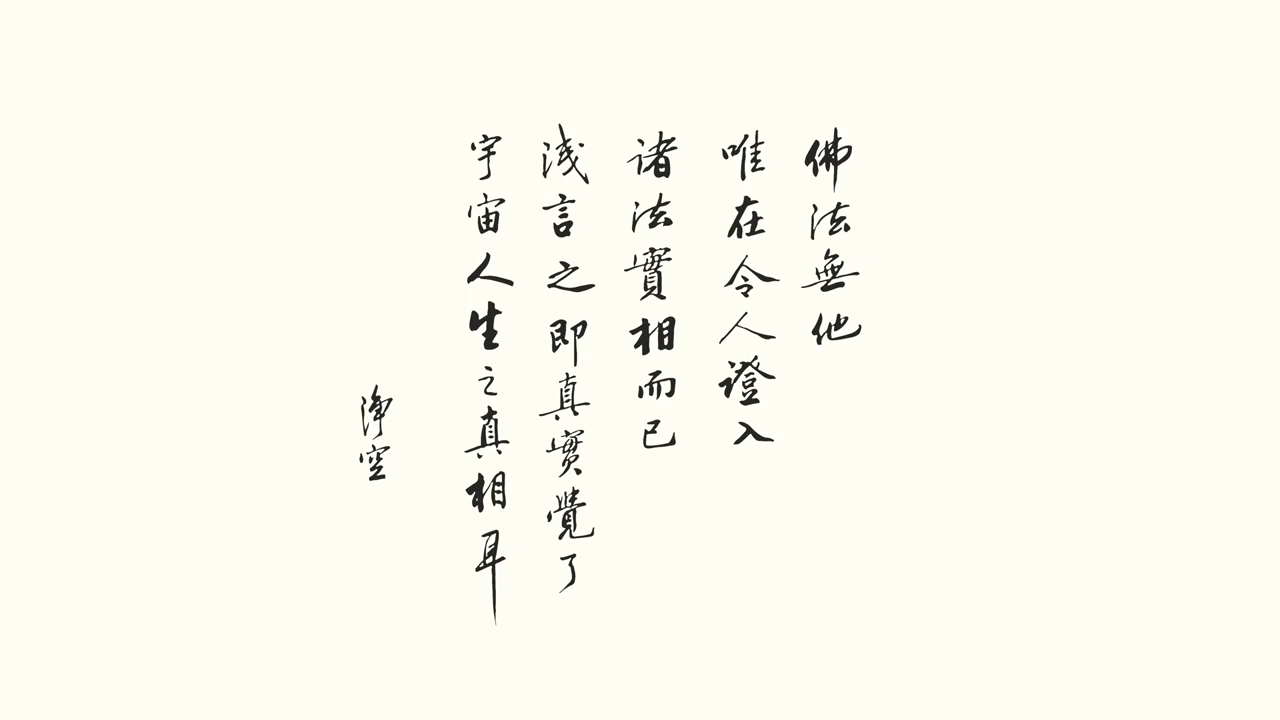 佛法無他
唯在令人證入
諸法實相而已
淺言之即真實覺了
宇宙人生之真相耳
淨空